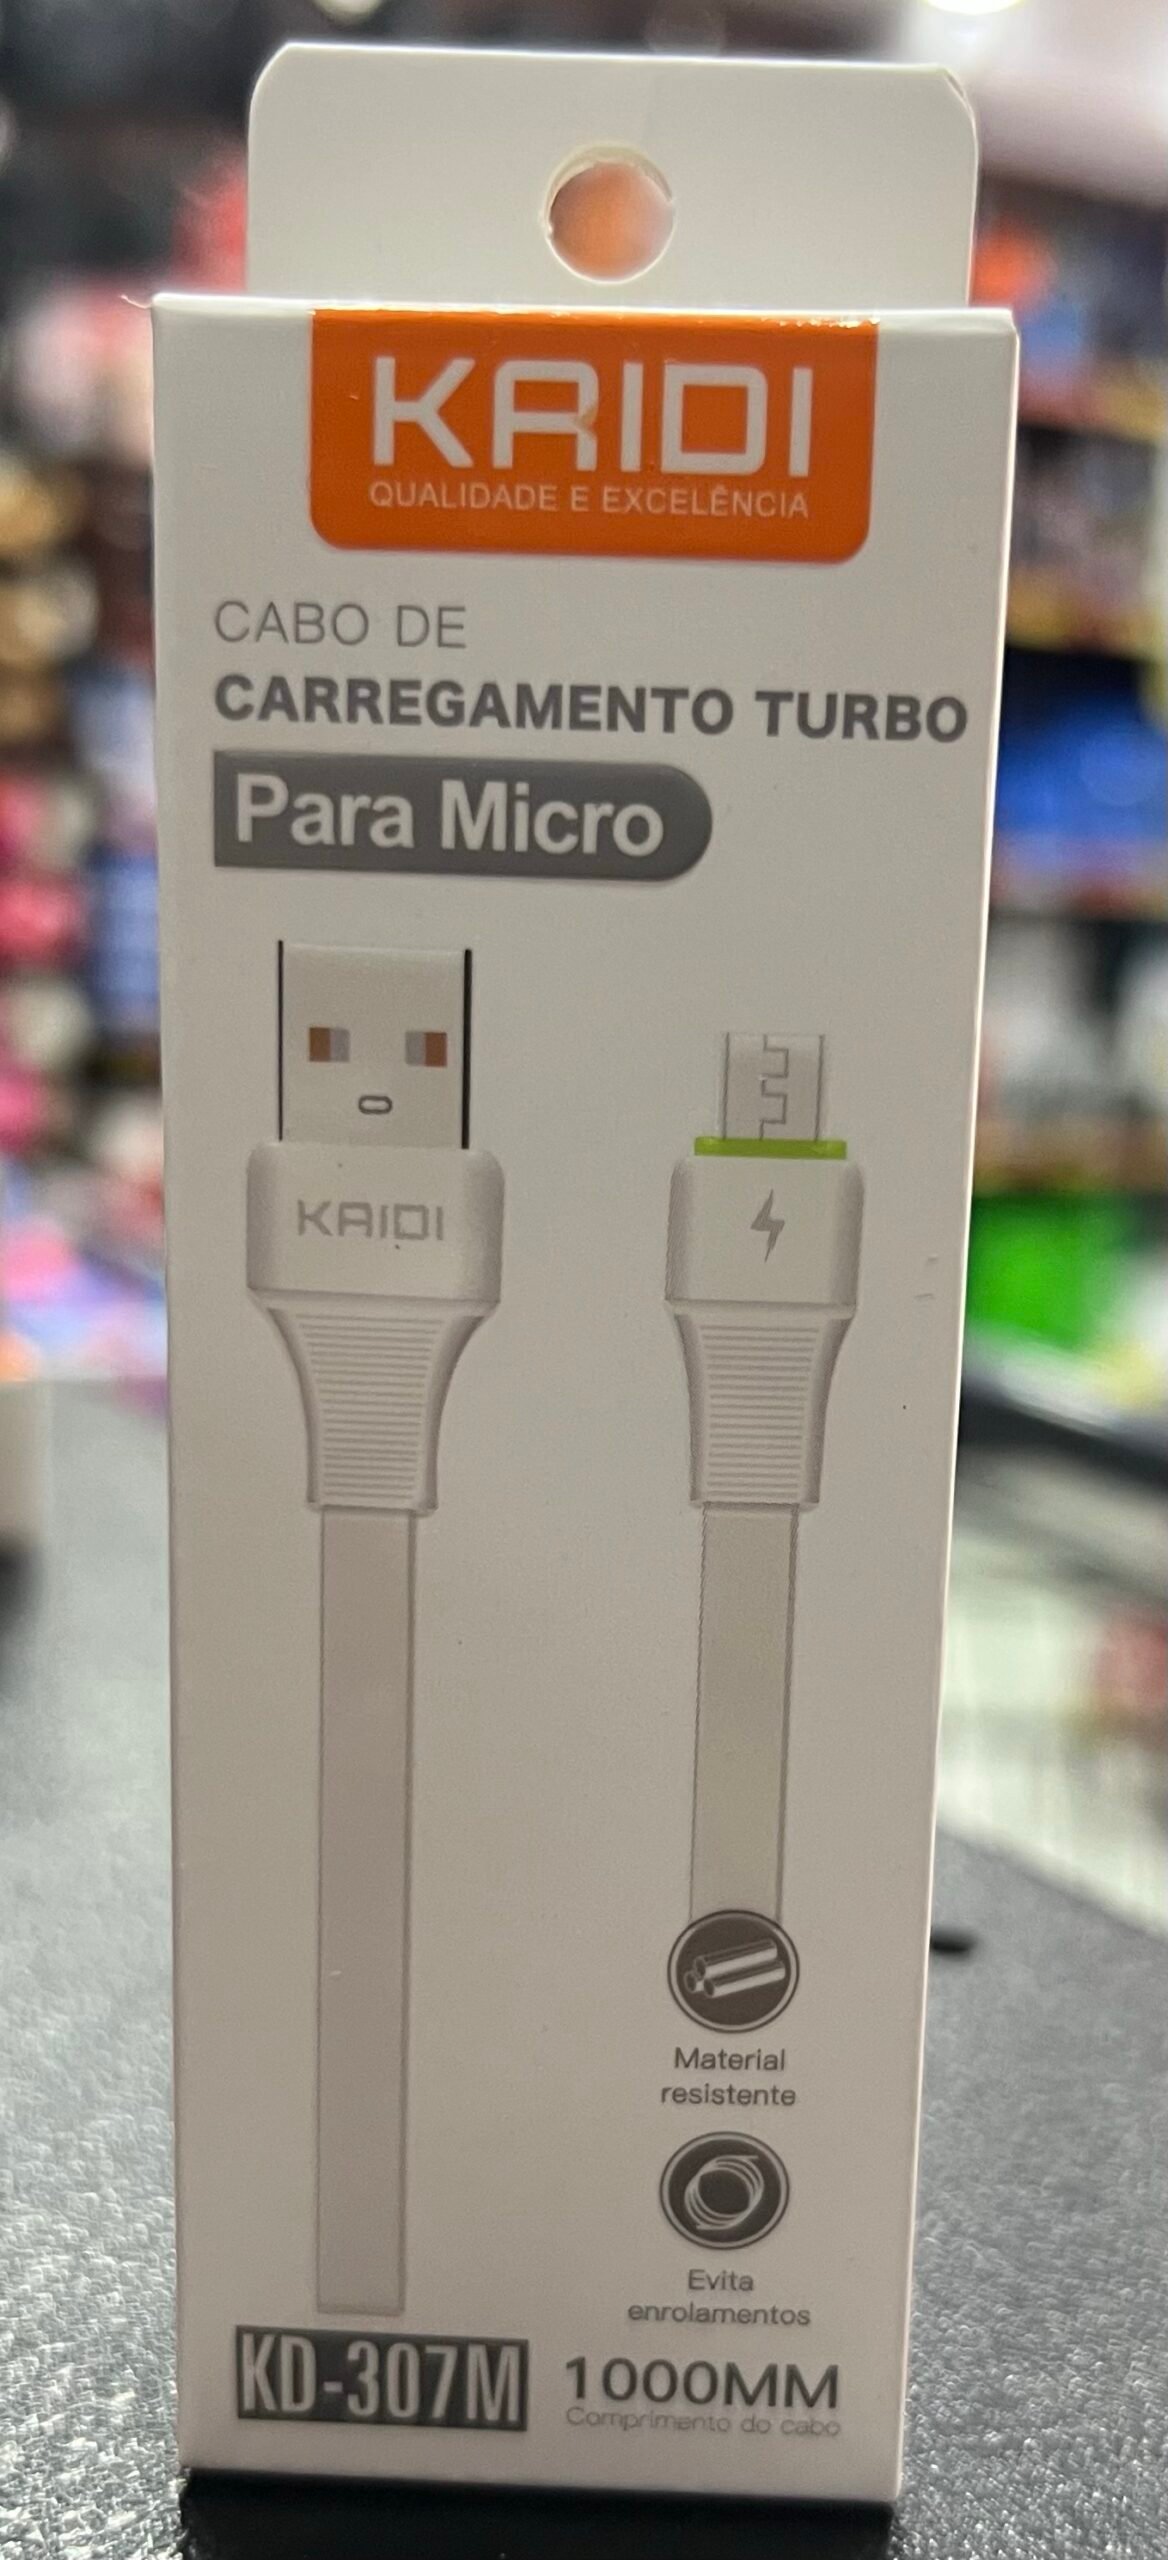 KAIDI
QUALIDADE E EXCELÊNCIA
CABO DE
CARREGAMENTO TURBO
Para Micro
KAIDI
Material
resistente
Evita
enrolamentos
KD-307M
1000MM
Comprimento do cabo